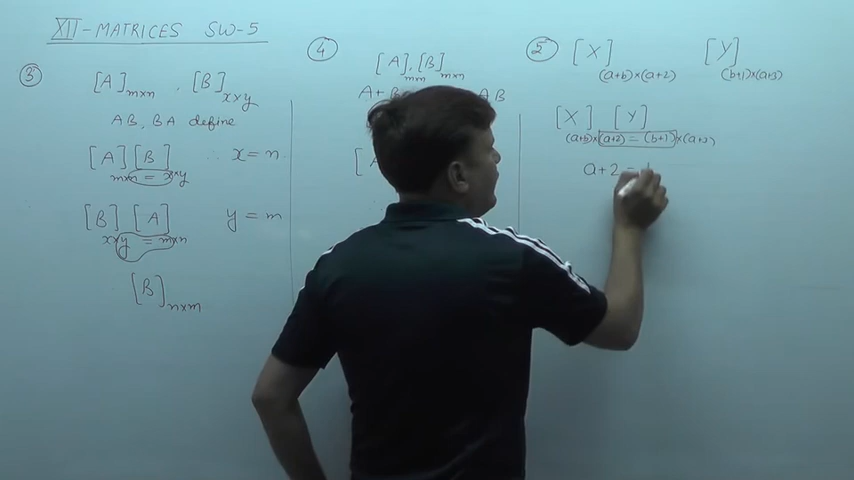 XII - MATRICES SW-5
③ [A]m×n , [B]x×y
AB, BA define
[A] [B] ∴ x = n
m×n = x×y
[B] [A] y = m
x×y = m×n
[B]n×m
④ [A]m×n, [B]m×n
AB
⑤ [X](a+b)×(a+2) [Y](b+1)×(a+3)
[X] [Y]
(a+b)×(a+2) = (b+1)×(a+3)
a+2 =